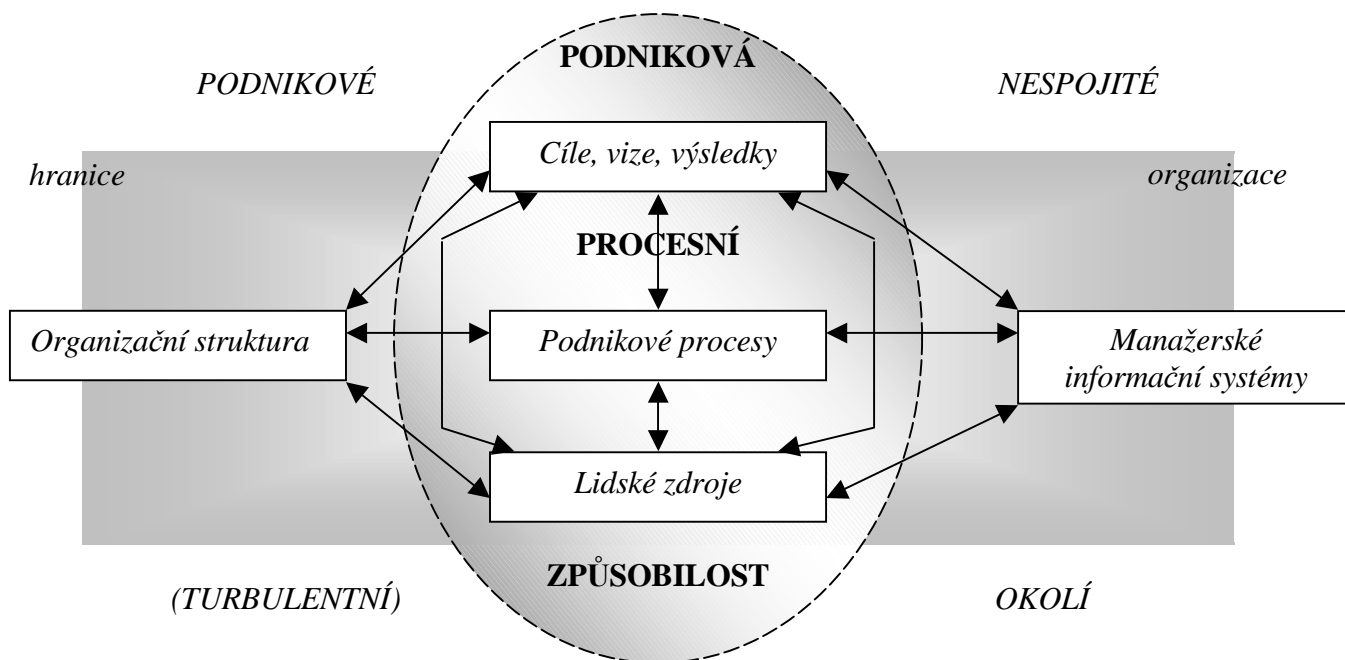 PODNIKOVÁ
PODNIKOVÉ
NESPOJITÉ
Cíle, vize, výsledky
hranice
organizace
PROCESNÍ
Organizační struktura
Podnikové procesy
Manažerské
informační systémy
Lidské zdroje
ZPŮSOBILOST
(TURBULENTNÍ)
OKOLÍ